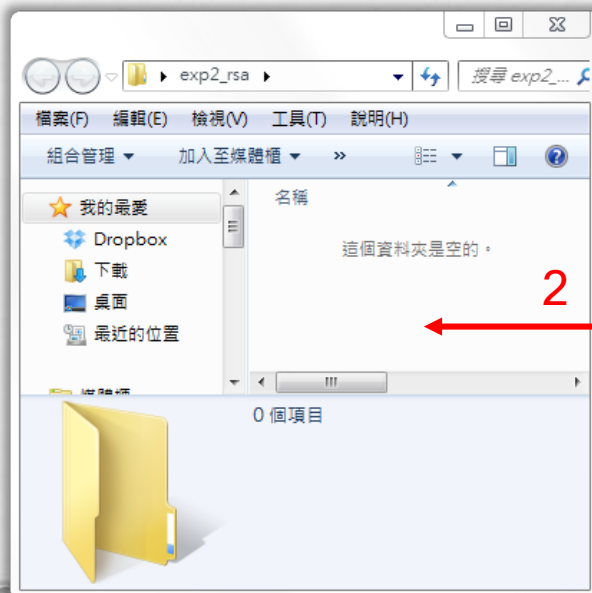 exp2_rsa
搜尋 exp2_...
檔案(F) 編輯(E) 檢視(V) 工具(T) 說明(H)
組合管理 加入至媒體櫃 »
我的最愛
Dropbox
下載
桌面
最近的位置
名稱
這個資料夾是空的。
2
0 個項目